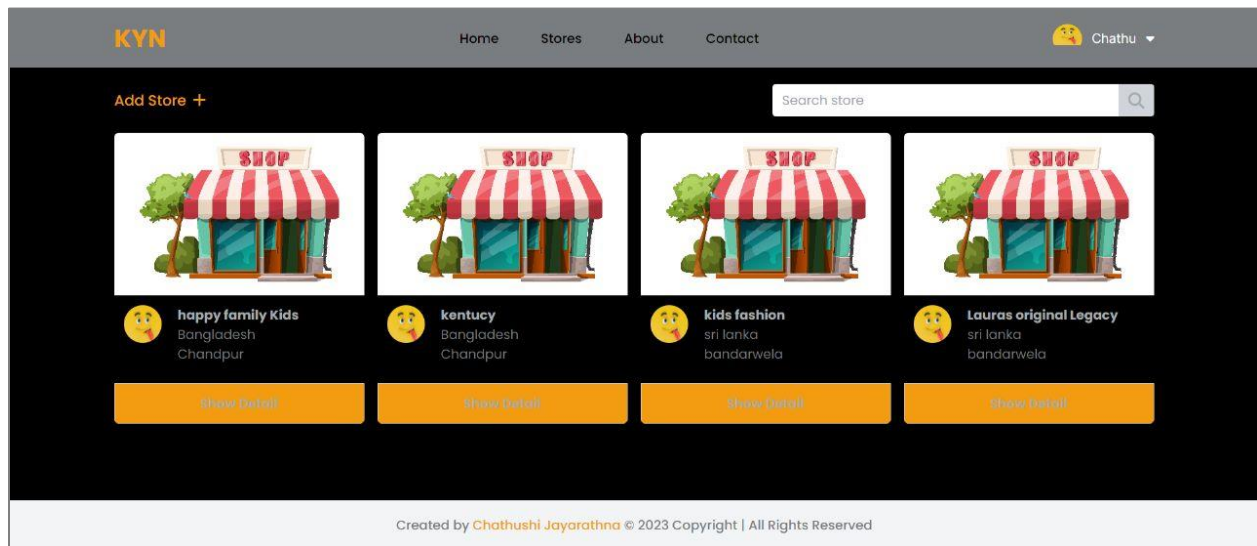 KYN
Home Stores About Contact
Chathu
Add Store +
Search store
SHOP SHOP SHOP SHOP
happy family Kids
Bangladesh
Chandpur
kentucy
Bangladesh
Chandpur
kids fashion
sri lanka
bandarwela
Lauras original Legacy
sri lanka
bandarwela
Show Detail Show Detail Show Detail Show Detail
Created by Chathushi Jayarathna © 2023 Copyright | All Rights Reserved